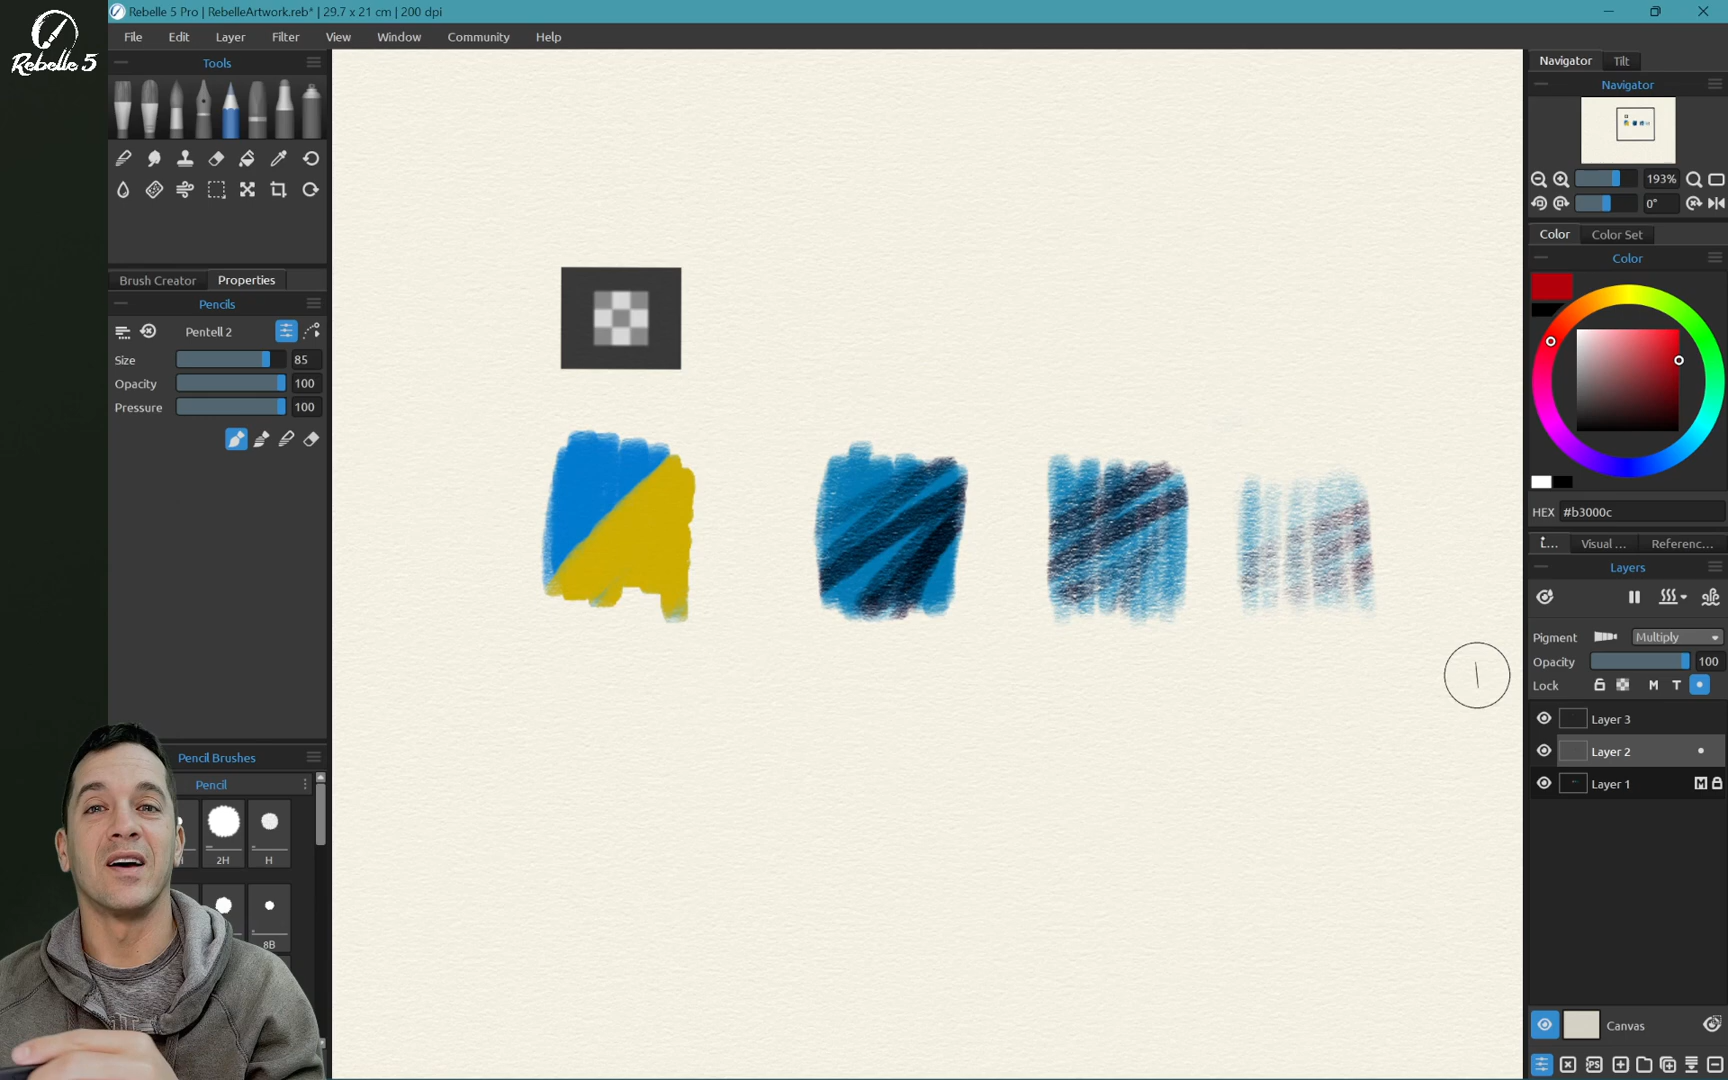 Rebelle 5
Rebelle 5 Pro | RebelleArtwork.reb* | 29.7 x 21 cm | 200 dpi
File Edit Layer Filter View Window Community Help
Tools
Brush Creator Properties
Pencils
Pentell 2
Size 85
Opacity 100
Pressure 100
Pencil Brushes
Pencil
2H H
8B
Navigator Tilt
Navigator
193%
0°
Color Color Set
Color
HEX #b3000c
L... Visual ... Referenc...
Layers
Pigment Multiply
Opacity 100
Lock M T
Layer 3
Layer 2
Layer 1 M
Canvas
PS